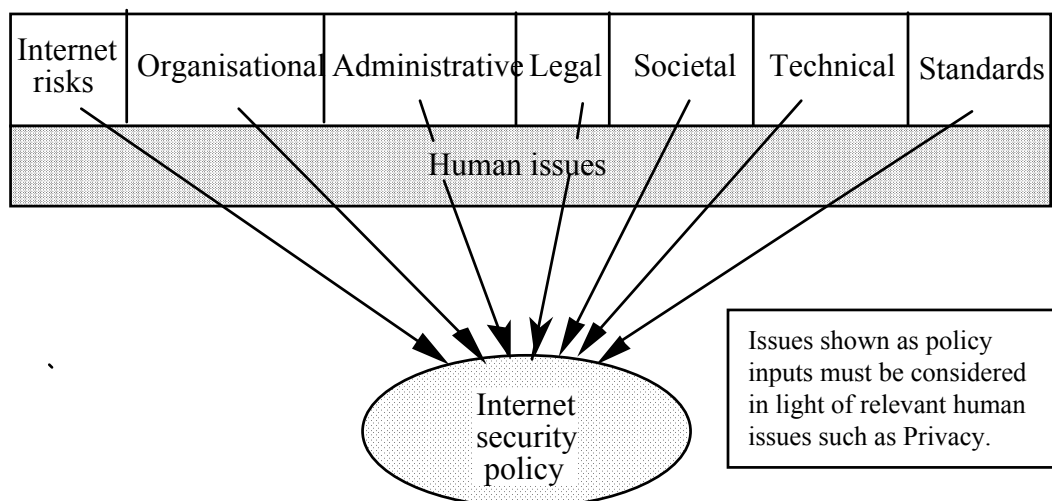 Internet
risks
Organisational
Administrative
Legal
Societal
Technical
Standards
Human issues
Internet
security
policy
Issues shown as policy
inputs must be considered
in light of relevant human
issues such as Privacy.